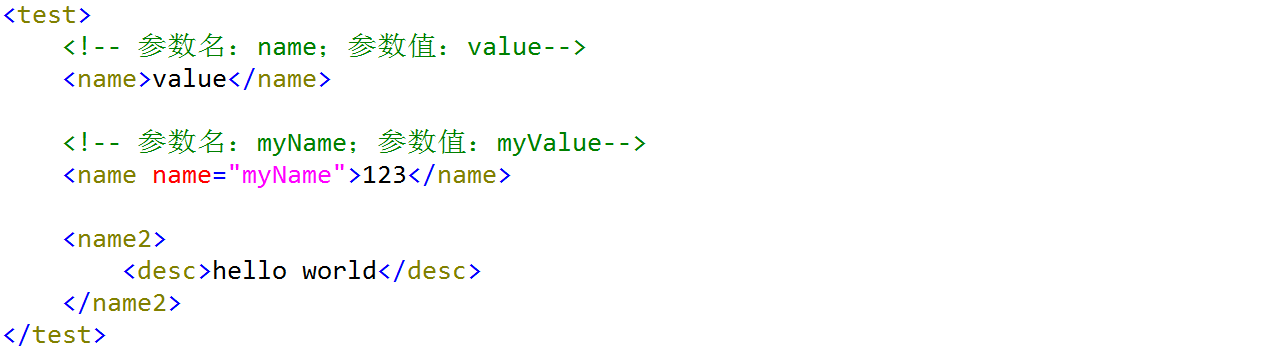 <test>
    <!-- 参数名：name；参数值：value-->
    <name>value</name>
    <!-- 参数名：myName；参数值：myValue-->
    <name name="myName">123</name>
    <name2>
        <desc>hello world</desc>
    </name2>
</test>